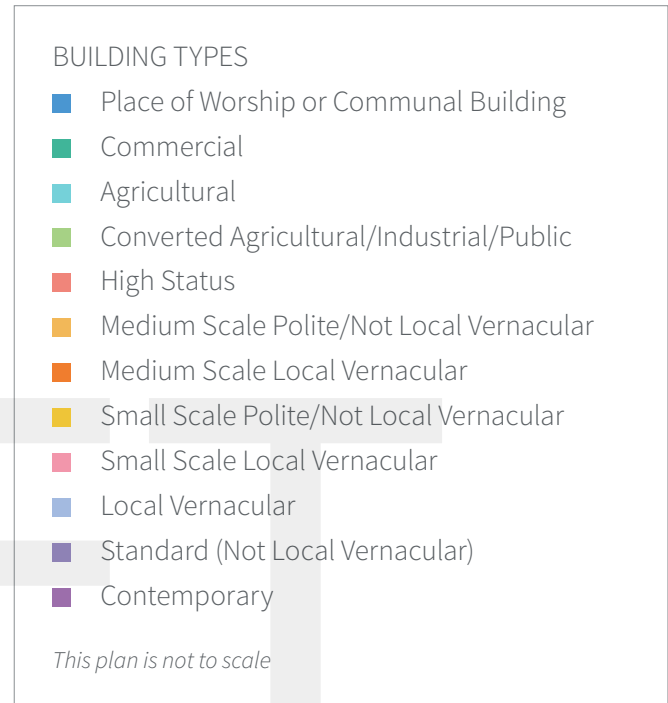 BUILDING TYPES
Place of Worship or Communal Building
Commercial
Agricultural
Converted Agricultural/Industrial/Public
High Status
Medium Scale Polite/Not Local Vernacular
Medium Scale Local Vernacular
Small Scale Polite/Not Local Vernacular
Small Scale Local Vernacular
Local Vernacular
Standard (Not Local Vernacular)
Contemporary
This plan is not to scale